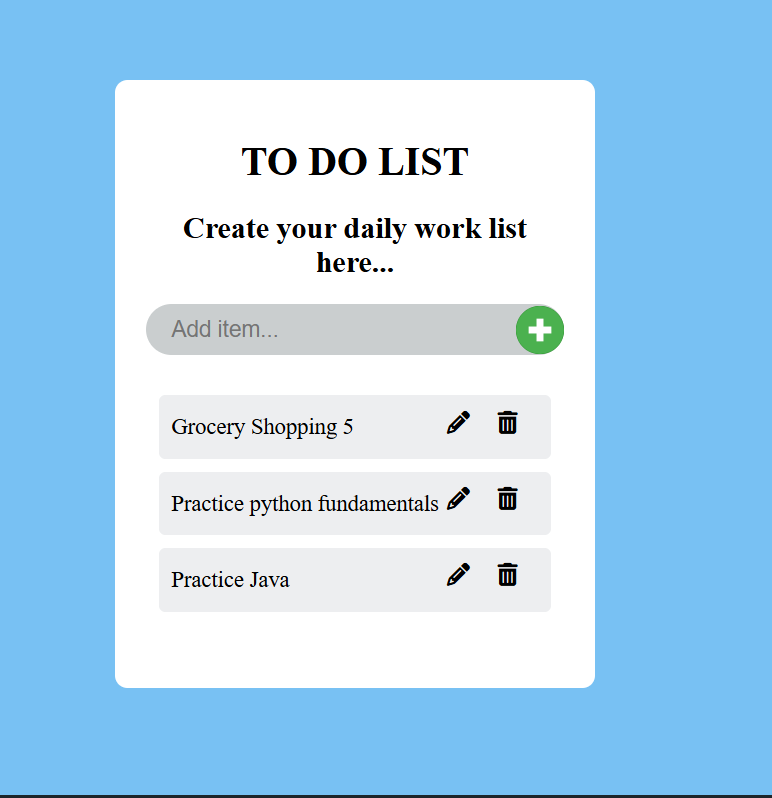 TO DO LIST
Create your daily work list
here...
Add item...
Grocery Shopping 5
Practice python fundamentals
Practice Java